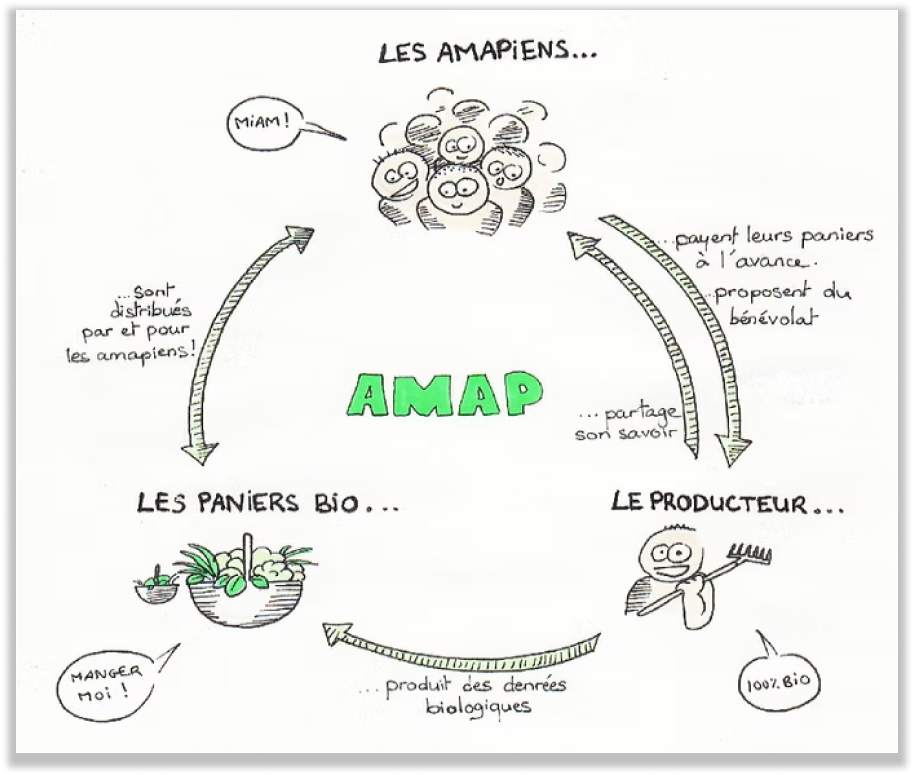 LES AMAPiENS...
MiAM !
...payent leurs paniers
à l'avance.
...proposent du
bénévolat
...sont
distribués
par et pour
les amapiens!
AMAP
... partage
son savoir
LES PANIERS BiO...
LE PRODUCTEUR...
MANGER
MOi !
100% BiO
... produit des denrées
biologiques